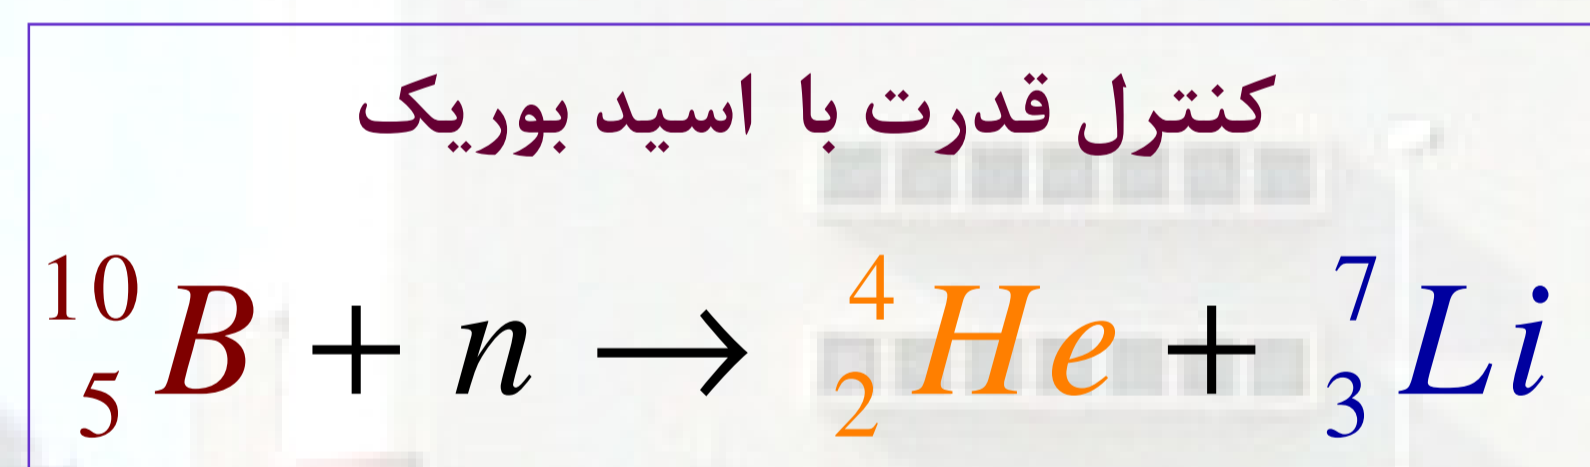 کنترل قدرت با اسید بوریک
¹⁰₅B + n → ⁴₂He + ⁷₃Li